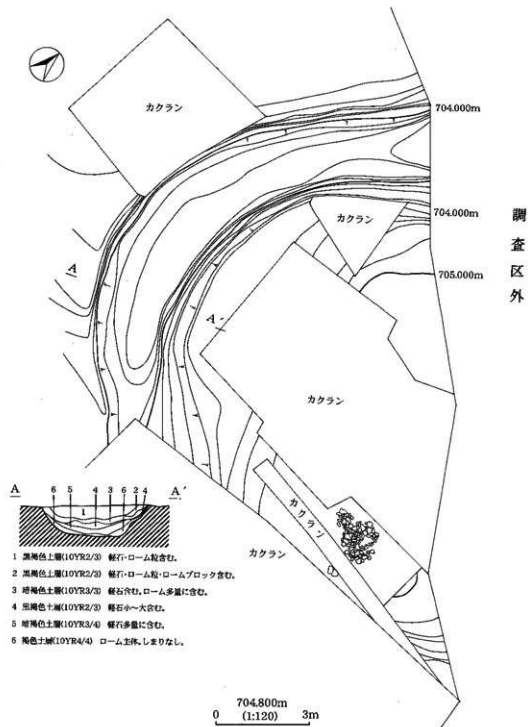 カクラン
704.000m
カクラン
704.000m
調査区外
705.000m
A
A´
カクラン
カクラン
カクラン
A
6 5 4 3 6 2 4
A´
1
1 黒褐色土層(10YR2/3) 軽石・ローム粒含む。
2 黒褐色土層(10YR2/3) 軽石・ローム粒・ロームブロック含む。
3 暗褐色土層(10YR3/3) 軽石含む。ローム多量に含む。
4 黒褐色土層(10YR2/3) 軽石小~大含む。
5 暗褐色土層(10YR3/4) 軽石多量に含む。
6 褐色土層(10YR4/4) ローム主体。しまりなし。
704.800m
0 (1:120) 3m